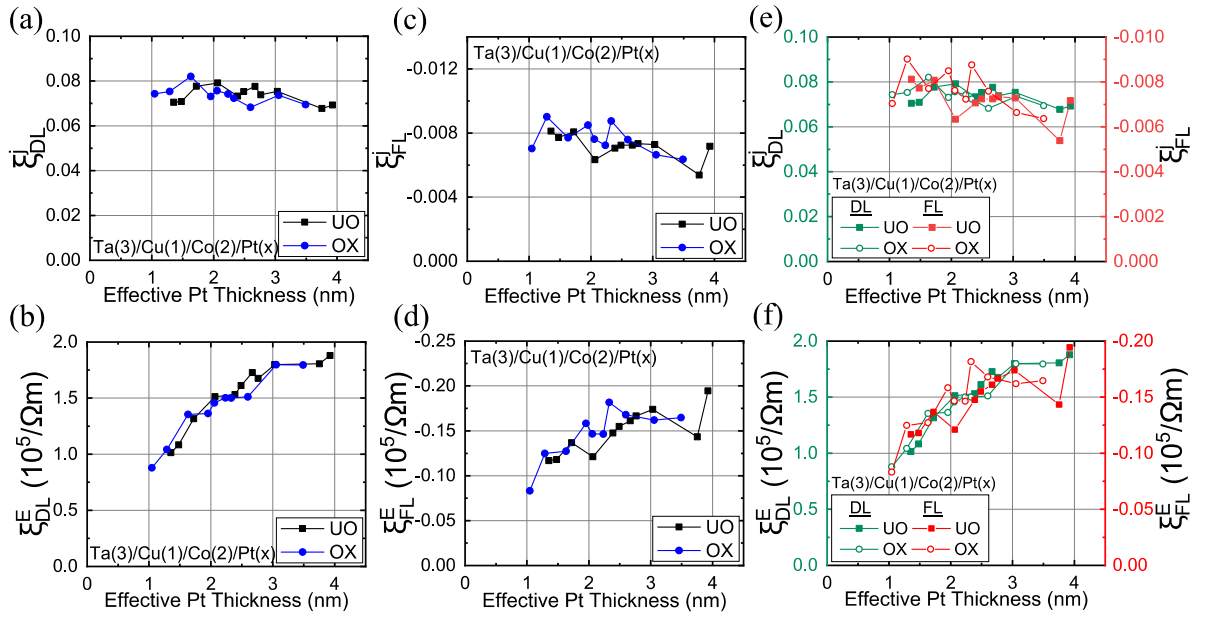 (a)
0.10
0.08
0.06
0.04
0.02
0.00
ξ^j_DL
UO
OX
Ta(3)/Cu(1)/Co(2)/Pt(x)
0 1 2 3 4
Effective Pt Thickness (nm)
(c)
-0.012
-0.008
-0.004
0.000
ξ^j_FL
Ta(3)/Cu(1)/Co(2)/Pt(x)
UO
OX
0 1 2 3 4
Effective Pt Thickness (nm)
(e)
0.10
0.08
0.06
0.04
0.02
0.00
ξ^j_DL
Ta(3)/Cu(1)/Co(2)/Pt(x)
DL FL
UO UO
OX OX
-0.010
-0.008
-0.006
-0.004
-0.002
0.000
ξ^j_FL
0 1 2 3 4
Effective Pt Thickness (nm)
(b)
2.0
1.5
1.0
0.5
0.0
ξ^E_DL (10^5/Ωm)
UO
OX
Ta(3)/Cu(1)/Co(2)/Pt(x)
0 1 2 3 4
Effective Pt Thickness (nm)
(d)
-0.25
-0.20
-0.15
-0.10
-0.05
0.00
ξ^E_FL (10^5/Ωm)
Ta(3)/Cu(1)/Co(2)/Pt(x)
UO
OX
0 1 2 3 4
Effective Pt Thickness (nm)
(f)
2.0
1.5
1.0
0.5
0.0
ξ^E_DL (10^5/Ωm)
Ta(3)/Cu(1)/Co(2)/Pt(x)
DL FL
UO UO
OX OX
-0.20
-0.15
-0.10
-0.05
0.00
ξ^E_FL (10^5/Ωm)
0 1 2 3 4
Effective Pt Thickness (nm)